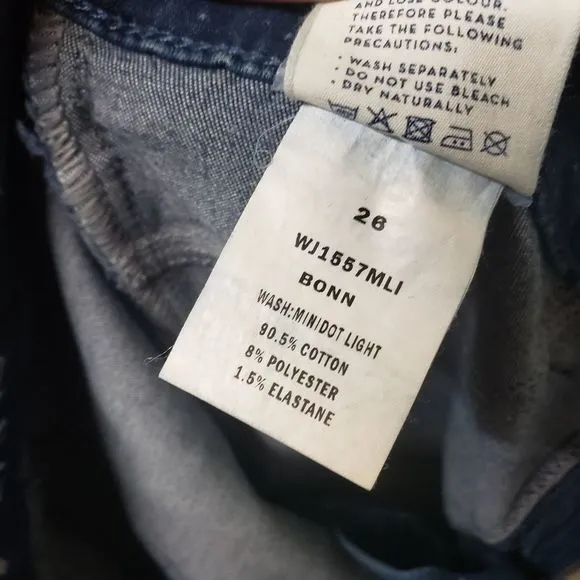 AND LOSE COLOUR.
THEREFORE PLEASE
TAKE THE FOLLOWING
PRECAUTIONS:
· WASH SEPARATELY
· DO NOT USE BLEACH
· DRY NATURALLY
26
WJ1557MLI
BONN
WASH:MINIDOT LIGHT
90.5% COTTON
8% POLYESTER
1.5% ELASTANE